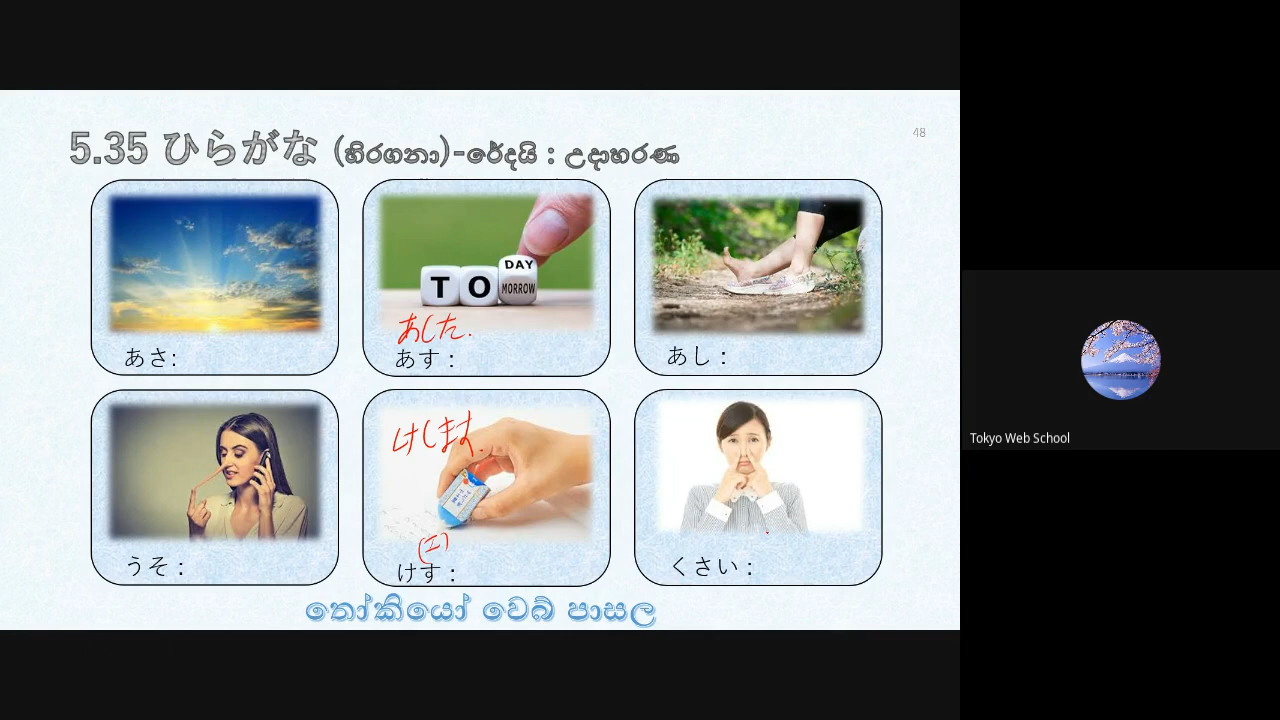 5.35 ひらがな (හිරගනා)-රේදයි : උදාහරණ
48
TO
DAY
MORROW
あした.
あさ:
あす :
あし :
けします.
(エ)
うそ :
けす :
くさい :
තෝකියෝ වෙබ් පාසල
Tokyo Web School